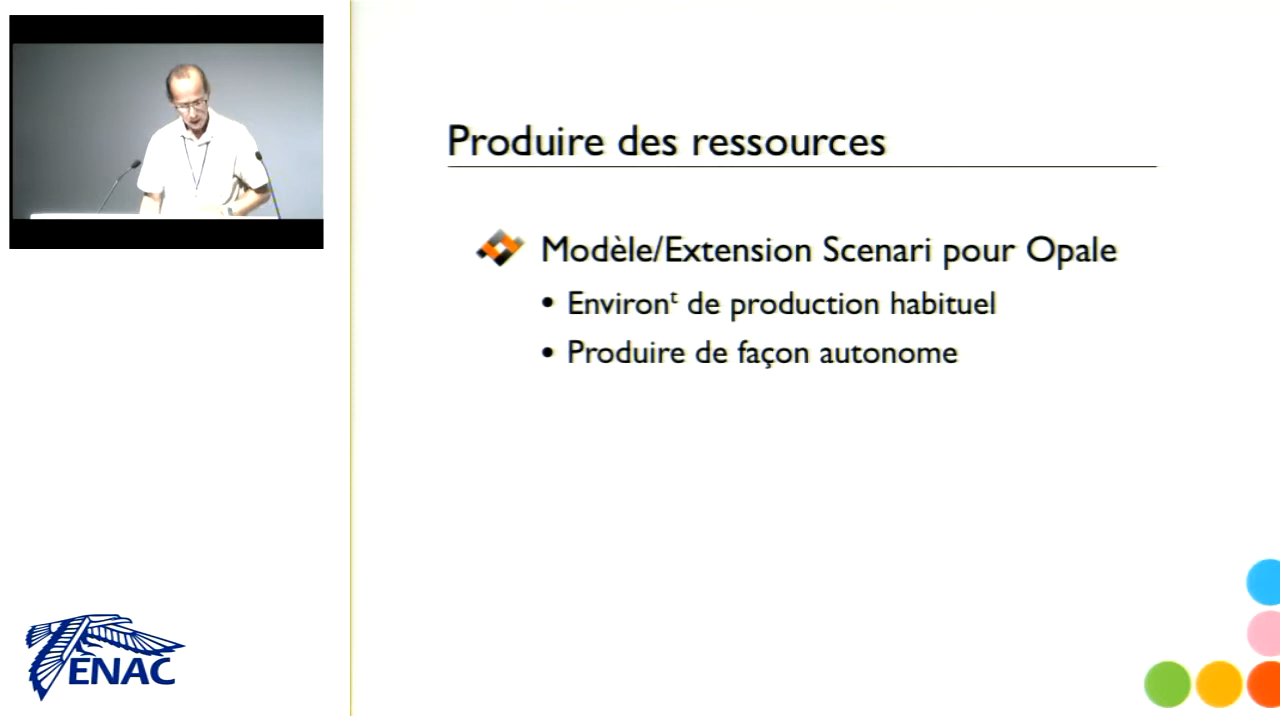 Produire des ressources
Modèle/Extension Scenari pour Opale
• Environᵗ de production habituel
• Produire de façon autonome
ENAC